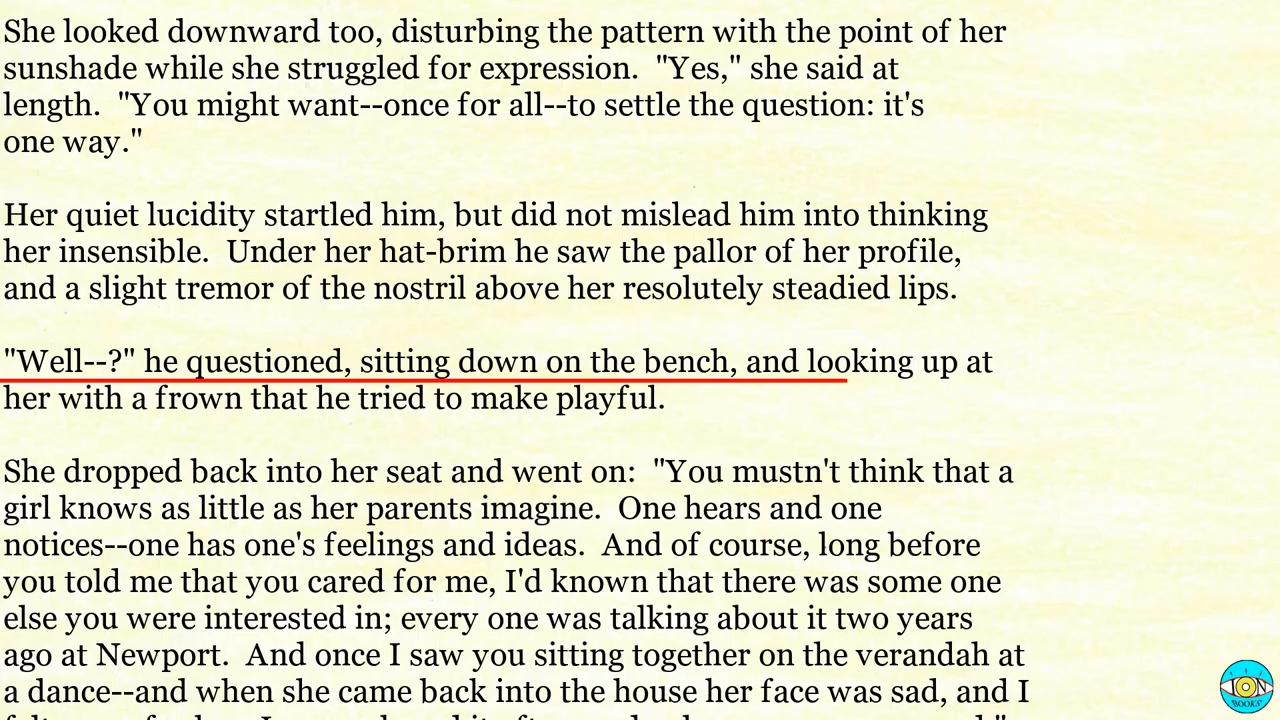 She looked downward too, disturbing the pattern with the point of her
sunshade while she struggled for expression.  "Yes," she said at
length.  "You might want--once for all--to settle the question: it's
one way."
Her quiet lucidity startled him, but did not mislead him into thinking
her insensible.  Under her hat-brim he saw the pallor of her profile,
and a slight tremor of the nostril above her resolutely steadied lips.
"Well--?" he questioned, sitting down on the bench, and looking up at
her with a frown that he tried to make playful.
She dropped back into her seat and went on:  "You mustn't think that a
girl knows as little as her parents imagine.  One hears and one
notices--one has one's feelings and ideas.  And of course, long before
you told me that you cared for me, I'd known that there was some one
else you were interested in; every one was talking about it two years
ago at Newport.  And once I saw you sitting together on the verandah at
a dance--and when she came back into the house her face was sad, and I
ION
BOOKS